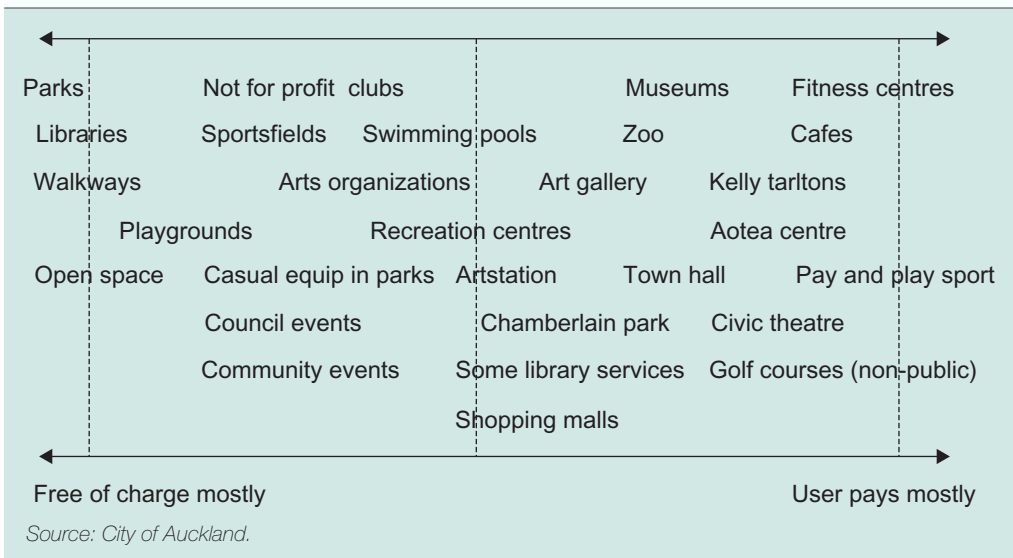 Parks Not for profit clubs Museums Fitness centres
Libraries Sportsfields Swimming pools Zoo Cafes
Walkways Arts organizations Art gallery Kelly tarltons
Playgrounds Recreation centres Aotea centre
Open space Casual equip in parks Artstation Town hall Pay and play sport
Council events Chamberlain park Civic theatre
Community events Some library services Golf courses (non-public)
Shopping malls
Free of charge mostly User pays mostly
Source: City of Auckland.